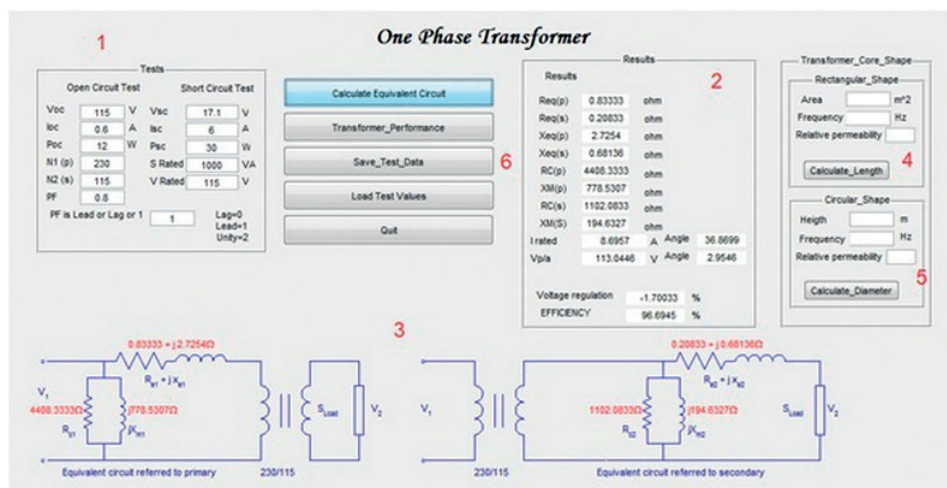 One Phase Transformer
1
Tests
Open Circuit Test Short Circuit Test
Voc 115 V Vsc 17.1 V
Ioc 0.6 A Isc 6 A
Poc 12 W Psc 30 W
N1 (p) 230 S Rated 1000 VA
N2 (s) 115 V Rated 115 V
PF 0.8
PF is Lead or Lag or 1 1 Lag=0
Lead=1
Unity=2
Calculate Equivalent Circuit
Transformer_Performance
Save_Test_Data 6
Load Test Values
Quit
Results
2
Results
Req(p) 0.83333 ohm
Req(s) 0.20833 ohm
Xeq(p) 2.7254 ohm
Xeq(s) 0.68136 ohm
RC(p) 4408.3333 ohm
XM(p) 778.5307 ohm
RC(s) 1102.0833 ohm
XM(S) 194.6327 ohm
I rated 8.6957 A Angle 36.8699
Vp/a 113.0446 V Angle 2.9546
Voltage regulation -1.70033 %
EFFICIENCY 96.6945 %
Transformer_Core_Shape
Rectangular_Shape
Area m^2
Frequency Hz
Relative permeability
4
Calculate_Length
Circular_Shape
Heigth m
Frequency Hz
Relative permeability
5
Calculate_Diameter
3
0.83333 + j 2.7254Ω
V1
4408.3333Ω
j778.5307Ω
jXm1
SLoad
V2
Equivalent circuit referred to primary
230/115
0.20833 + j 0.68136Ω
V1
1102.0833Ω
j194.6327Ω
jXm2
SLoad
V2
230/115
Equivalent circuit referred to secondary